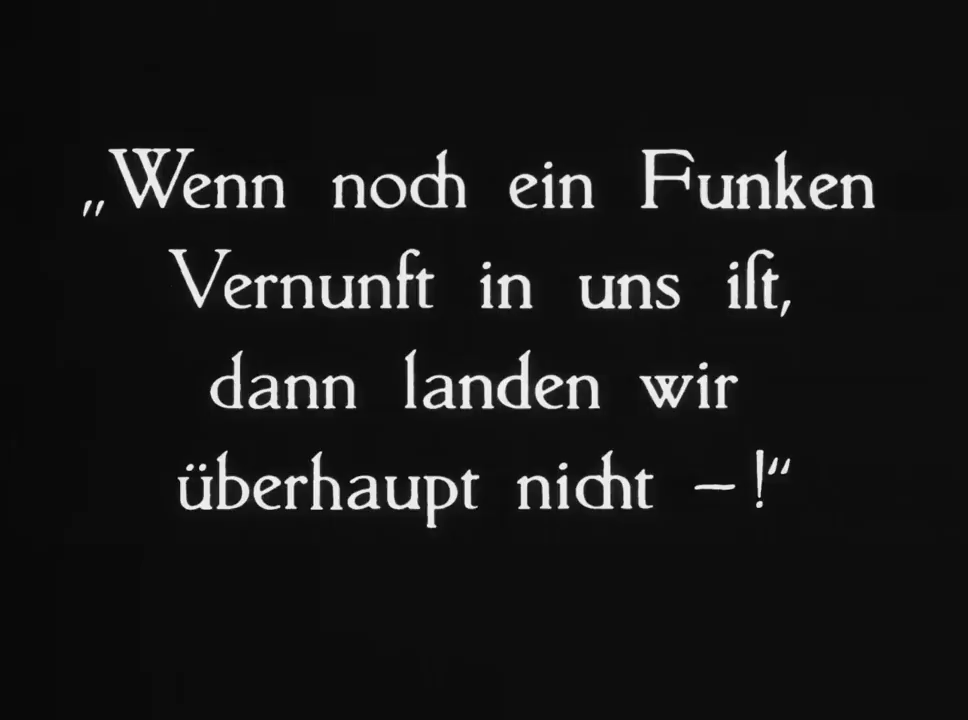 „Wenn noch ein Funken
Vernunft in uns iſt,
dann landen wir
überhaupt nicht – !“